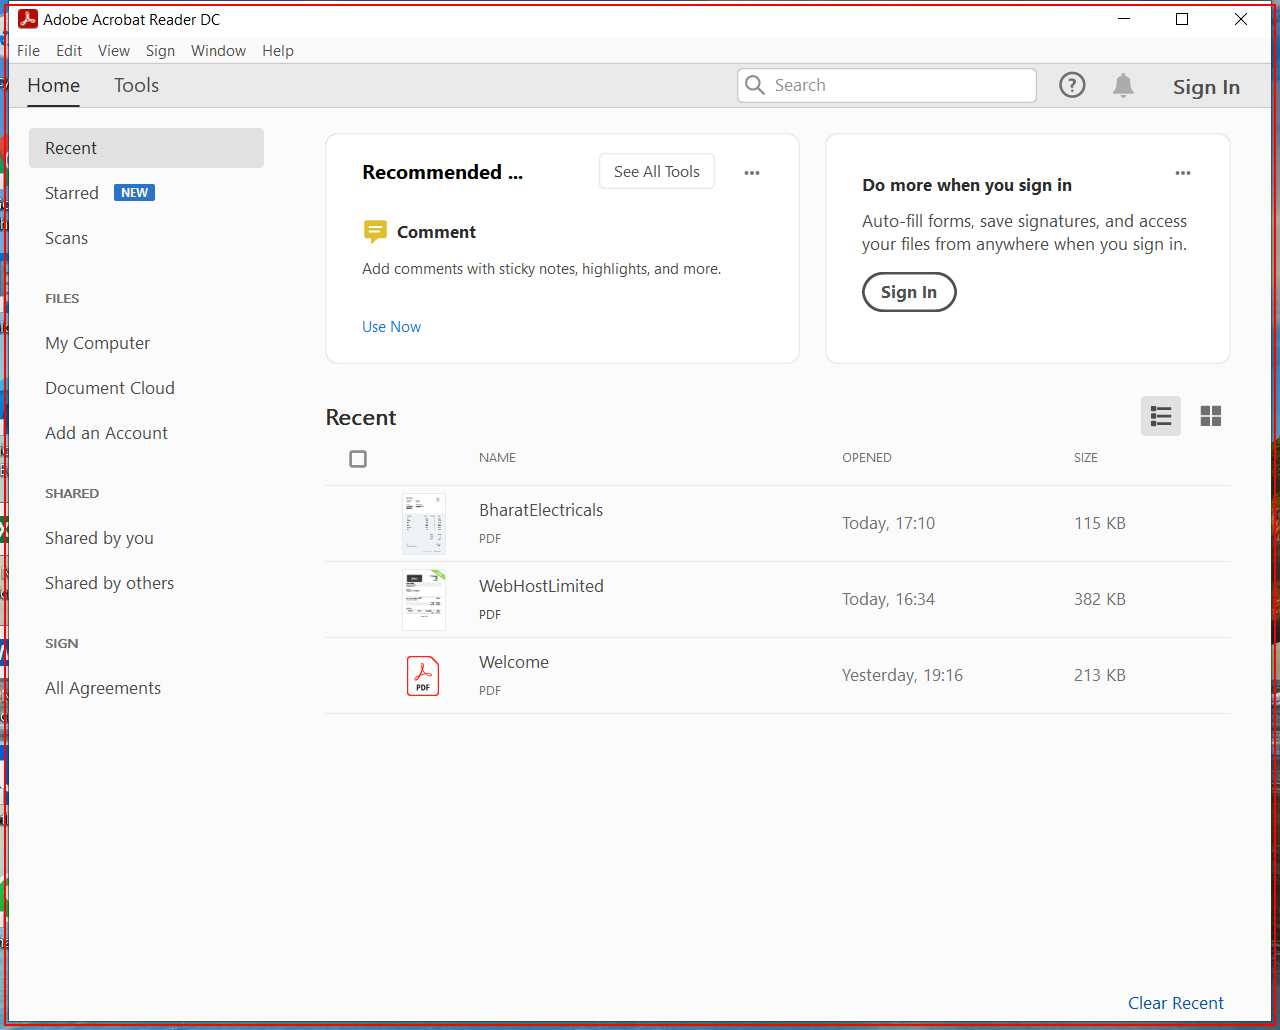 Adobe Acrobat Reader DC
File Edit View Sign Window Help
Home Tools Search Sign In
Recent
Starred NEW
Scans
FILES
My Computer
Document Cloud
Add an Account
SHARED
Shared by you
Shared by others
SIGN
All Agreements
Recommended ...
See All Tools
Comment
Add comments with sticky notes, highlights, and more.
Use Now
Do more when you sign in
Auto-fill forms, save signatures, and access
your files from anywhere when you sign in.
Sign In
Recent
NAME OPENED SIZE
BharatElectricals
PDF
Today, 17:10 115 KB
WebHostLimited
PDF
Today, 16:34 382 KB
PDF
Welcome
PDF
Yesterday, 19:16 213 KB
Clear Recent